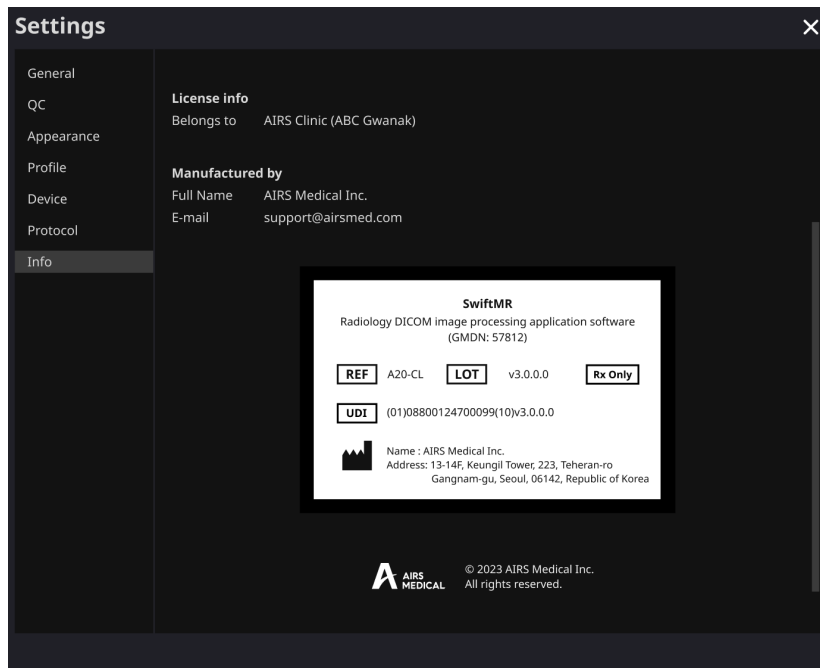 Settings
General
QC
Appearance
Profile
Device
Protocol
Info
License info
Belongs to AIRS Clinic (ABC Gwanak)
Manufactured by
Full Name AIRS Medical Inc.
E-mail support@airsmed.com
SwiftMR
Radiology DICOM image processing application software
(GMDN: 57812)
REF A20-CL LOT v3.0.0.0 Rx Only
UDI (01)08800124700099(10)v3.0.0.0
Name : AIRS Medical Inc.
Address: 13-14F, Keungil Tower, 223, Teheran-ro
Gangnam-gu, Seoul, 06142, Republic of Korea
AIRS
MEDICAL
© 2023 AIRS Medical Inc.
All rights reserved.